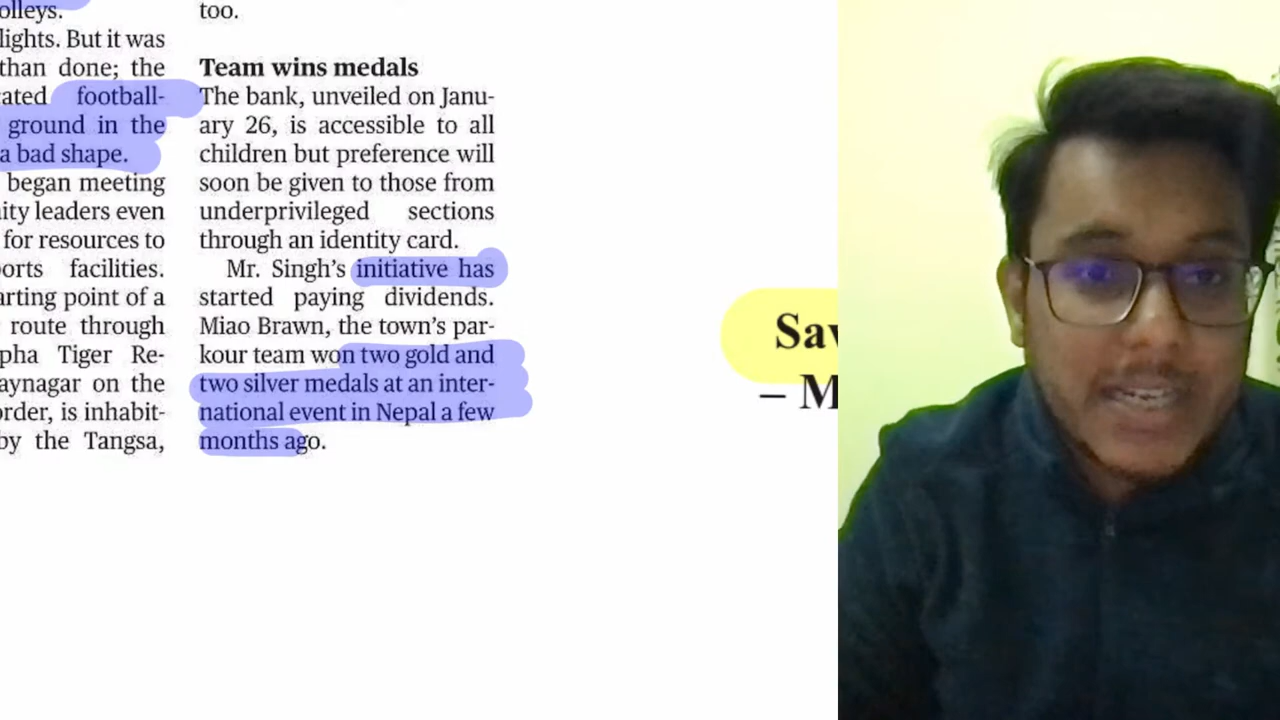 olleys.
lights. But it was
than done; the
ated football-
ground in the
a bad shape.
began meeting
ity leaders even
for resources to
orts facilities.
arting point of a
route through
pha Tiger Re-
aynagar on the
order, is inhabit-
by the Tangsa,
too.
Team wins medals
The bank, unveiled on Janu-
ary 26, is accessible to all
children but preference will
soon be given to those from
underprivileged sections
through an identity card.
Mr. Singh’s initiative has
started paying dividends.
Miao Brawn, the town’s par-
kour team won two gold and
two silver medals at an inter-
national event in Nepal a few
months ago.
Sav
– M